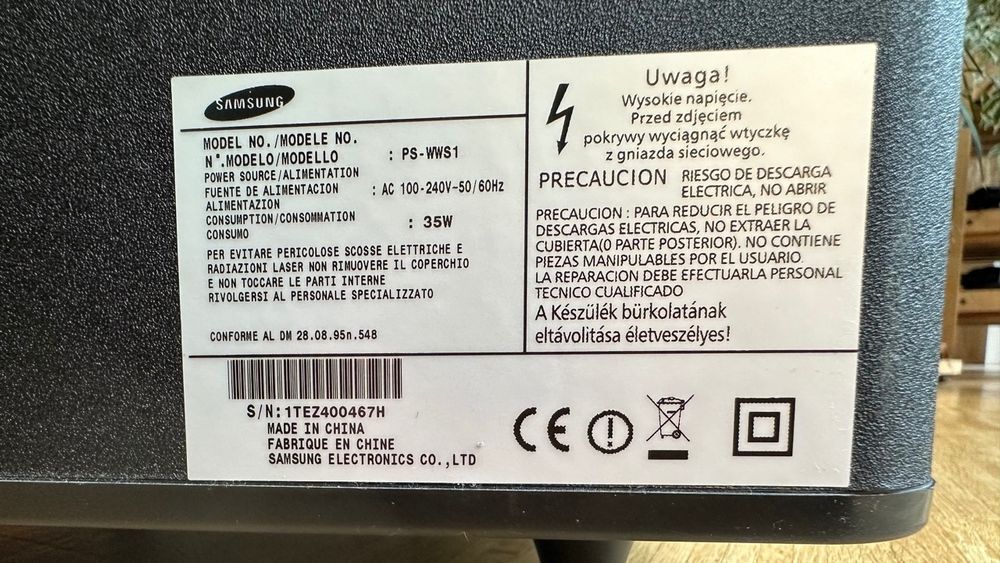 SAMSUNG
MODEL NO./MODELE NO.
N°.MODELO/MODELLO : PS-WWS1
POWER SOURCE/ALIMENTATION
FUENTE DE ALIMENTACION : AC 100-240V~50/60Hz
ALIMENTAZION
CONSUMPTION/CONSOMMATION
CONSUMO : 35W
PER EVITARE PERICOLOSE SCOSSE ELETTRICHE E
RADIAZIONI LASER NON RIMUOVERE IL COPERCHIO
E NON TOCCARE LE PARTI INTERNE
RIVOLGERSI AL PERSONALE SPECIALIZZATO
CONFORME AL DM 28.08.95n.548
Uwaga!
Wysokie napięcie.
Przed zdjęciem
pokrywy wyciągnąć wtyczkę
z gniazda sieciowego.
PRECAUCION RIESGO DE DESCARGA
ELECTRICA, NO ABRIR
PRECAUCION : PARA REDUCIR EL PELIGRO DE
DESCARGAS ELECTRICAS, NO EXTRAER LA
CUBIERTA(0 PARTE POSTERIOR). NO CONTIENE
PIEZAS MANIPULABLES POR EL USUARIO.
LA REPARACION DEBE EFECTUARLA PERSONAL
TECNICO CUALIFICADO
A Készülék bürkolatának
eltávolitása életveszélyes!
S/N:1TEZ400467H
MADE IN CHINA
FABRIQUE EN CHINE
SAMSUNG ELECTRONICS CO.,LTD
CE